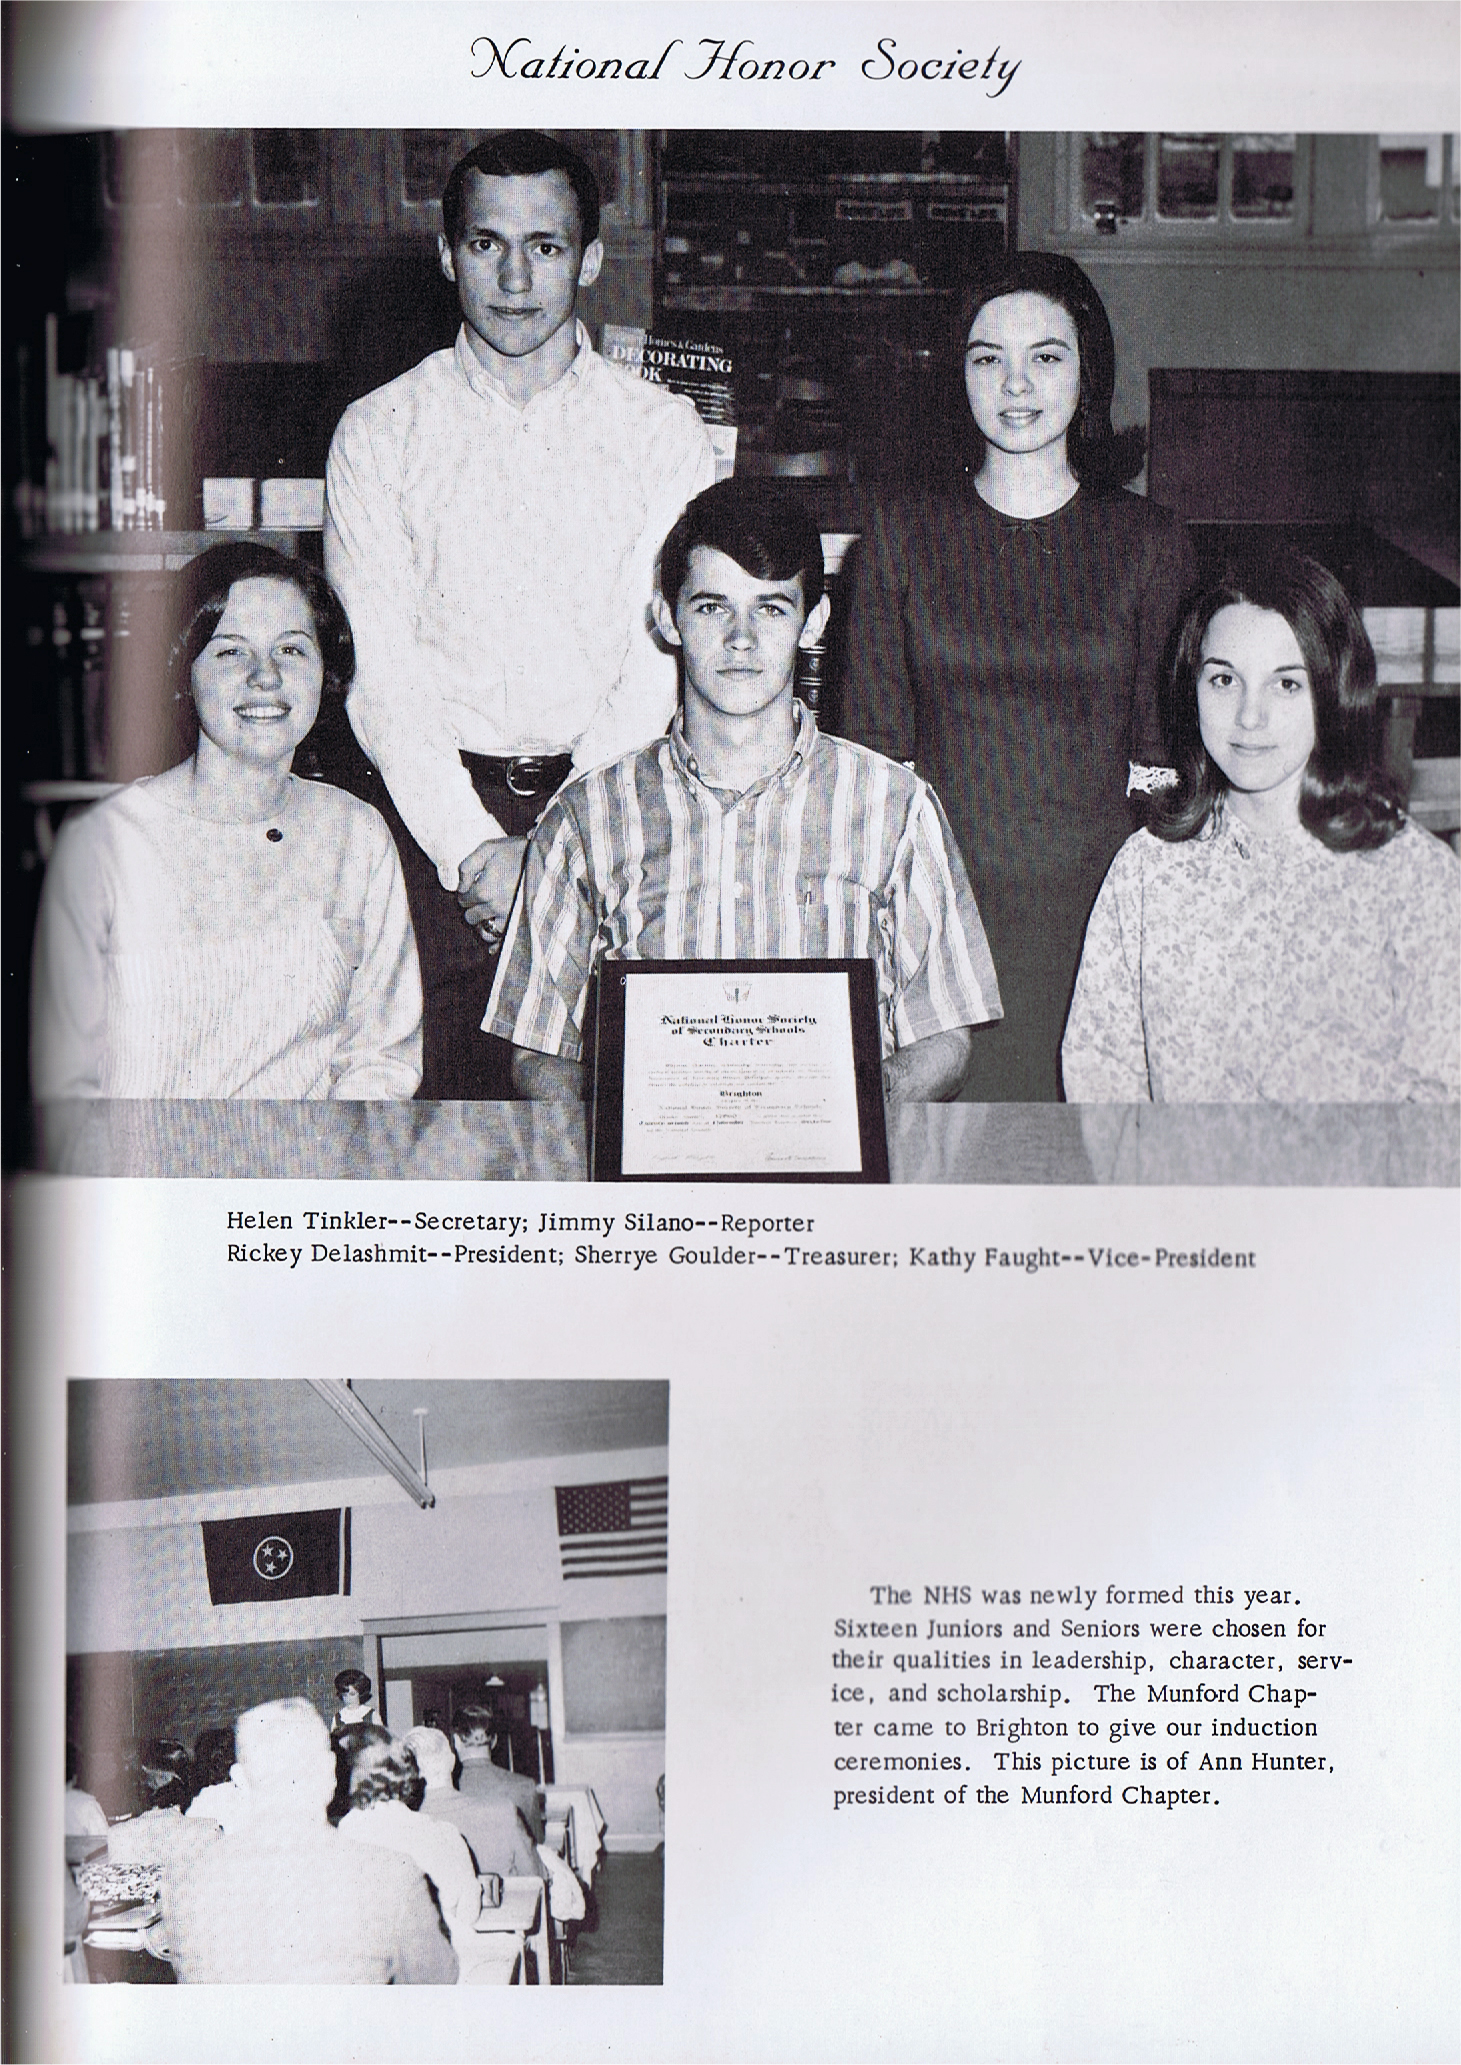 National Honor Society
Homes & Gardens
DECORATING
National Honor Society
of Secondary Schools
Charter
Brighton
Helen Tinkler--Secretary; Jimmy Silano--Reporter
Rickey Delashmit--President; Sherrye Goulder--Treasurer; Kathy Faught--Vice-President
The NHS was newly formed this year.
Sixteen Juniors and Seniors were chosen for
their qualities in leadership, character, serv-
ice, and scholarship. The Munford Chap-
ter came to Brighton to give our induction
ceremonies. This picture is of Ann Hunter,
president of the Munford Chapter.